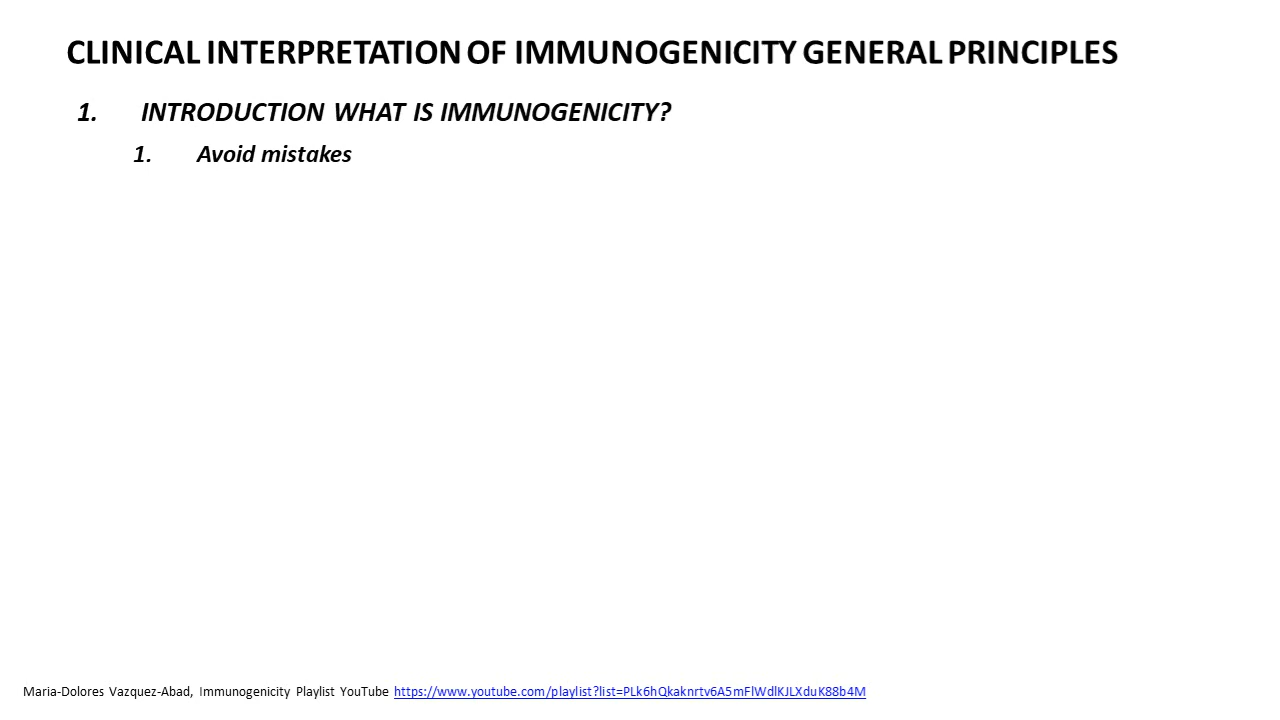 CLINICAL INTERPRETATION OF IMMUNOGENICITY GENERAL PRINCIPLES
1. INTRODUCTION WHAT IS IMMUNOGENICITY?
1. Avoid mistakes
Maria-Dolores Vazquez-Abad, Immunogenicity Playlist YouTube https://www.youtube.com/playlist?list=PLk6hQkaknrtv6A5mFlWdlKJLXduK88b4M